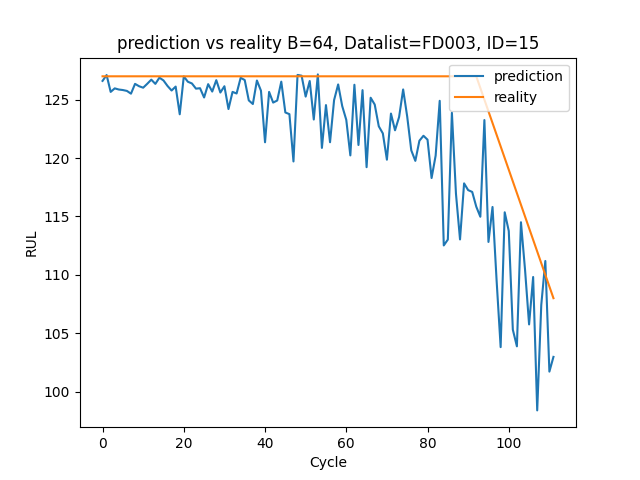 prediction vs reality B=64, Datalist=FD003, ID=15
prediction
reality
125
120
115
110
105
100
RUL
0 20 40 60 80 100
Cycle